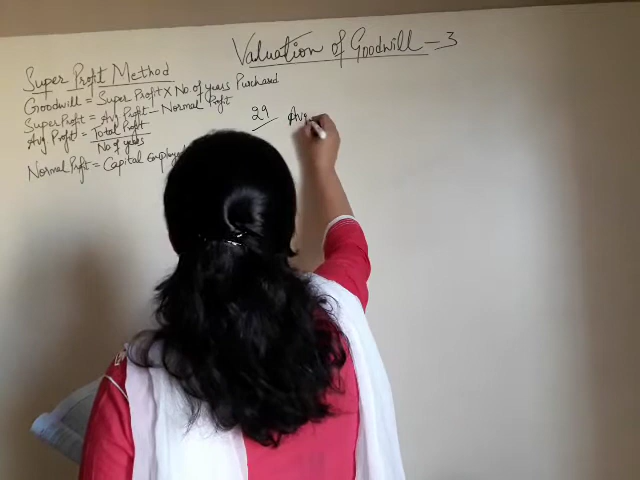 Valuation of Goodwill - 3
Super Profit Method
Goodwill = Super Profit X No. of years Purchased
Super Profit = Avg Profit - Normal Profit
Avg Profit = Total Profit
No of years
Normal Profit = Capital employed
29
Avg